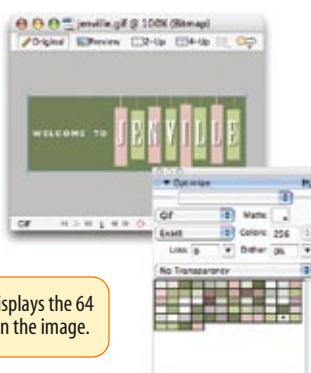 jenville.gif @ 100% (Bitmap)
Original Preview 2-Up 4-Up
WELCOME TO JENVILLE
GIF
Optimize
GIF Matte:
Exact Colors: 256
Loss: 0 Dither: 0%
No Transparency
isplays the 64
n the image.